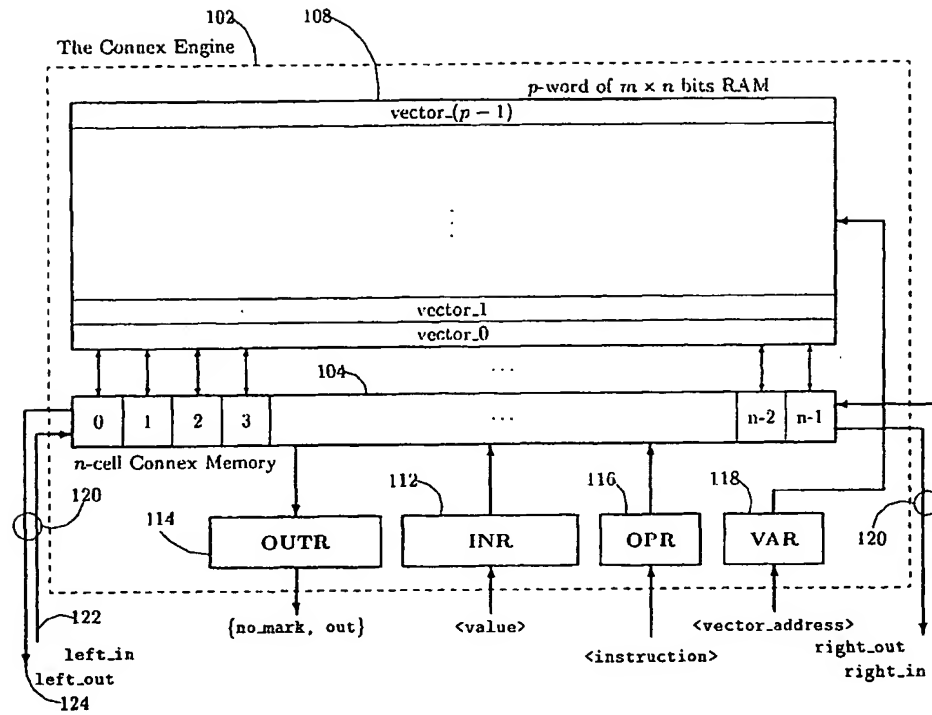 102
108
The Connex Engine
p-word of m × n bits RAM
vector_(p − 1)
⋮
vector_1
vector_0
104
...
0 1 2 3 ... n-2 n-1
n-cell Connex Memory
120
114
112
116
118
120
OUTR
INR
OPR
VAR
122
{no_mark, out}
<value>
<instruction>
<vector_address>
left_in
left_out
right_out
right_in
124